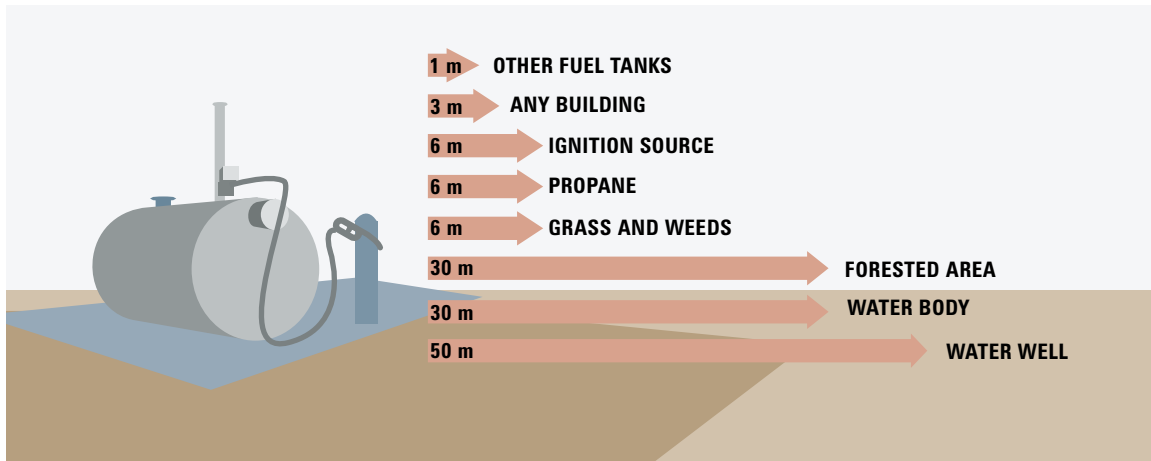 1 m OTHER FUEL TANKS
3 m ANY BUILDING
6 m IGNITION SOURCE
6 m PROPANE
6 m GRASS AND WEEDS
30 m FORESTED AREA
30 m WATER BODY
50 m WATER WELL